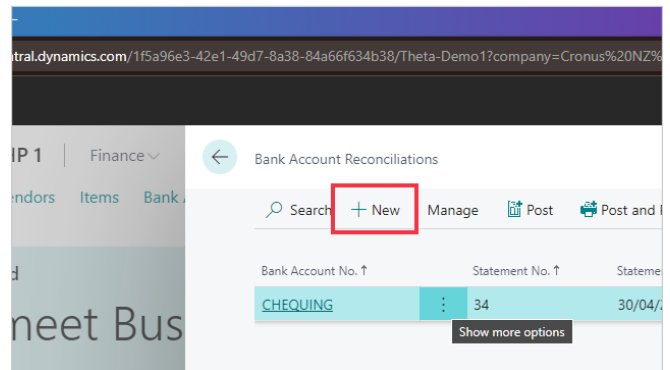 tral.dynamics.com/1f5a96e3-42e1-49d7-8a38-84a66f634b38/Theta-Demo1?company=Cronus%20NZ%
IP 1 Finance
endors Items Bank
Bank Account Reconciliations
Search New Manage Post Post and
Bank Account No. ↑ Statement No. ↑ Stateme
CHEQUING 34 30/04/
Show more options
d
meet Bus